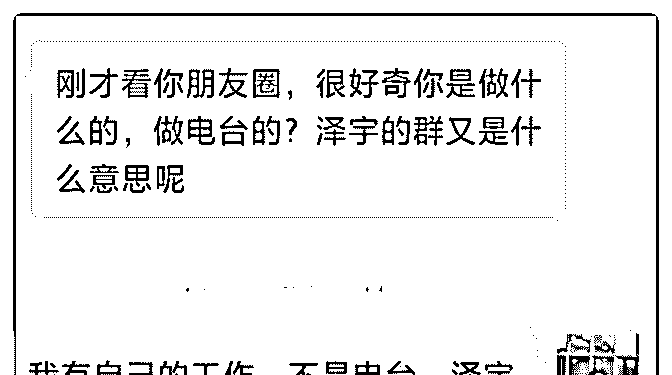 刚才看你朋友圈，很好奇你是做什
么的，做电台的？泽宇的群又是什
么意思呢
我有自己的工作，不是电台，泽宇